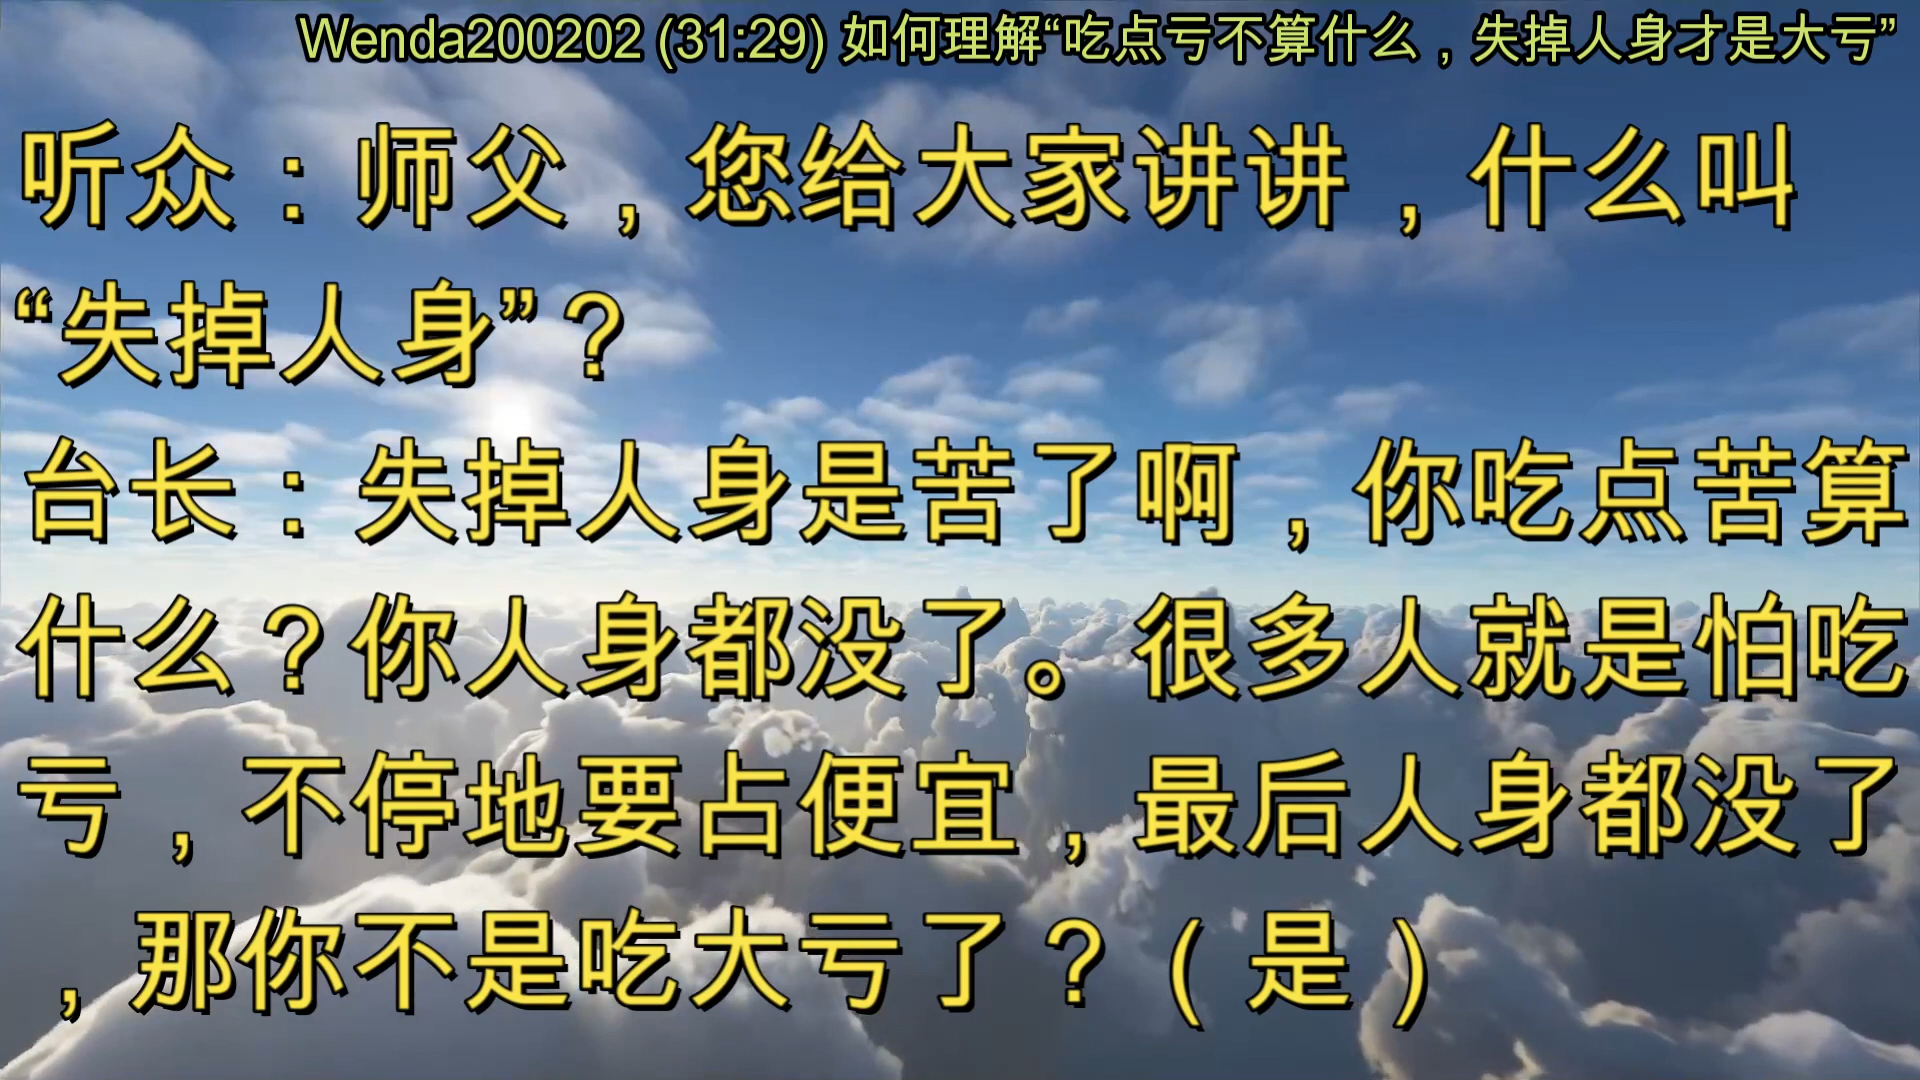 Wenda200202 (31:29) 如何理解“吃点亏不算什么，失掉人身才是大亏”
听众：师父，您给大家讲讲，什么叫
“失掉人身”？
台长：失掉人身是苦了啊，你吃点苦算
什么？你人身都没了。很多人就是怕吃
亏，不停地要占便宜，最后人身都没了
，那你不是吃大亏了？（是）